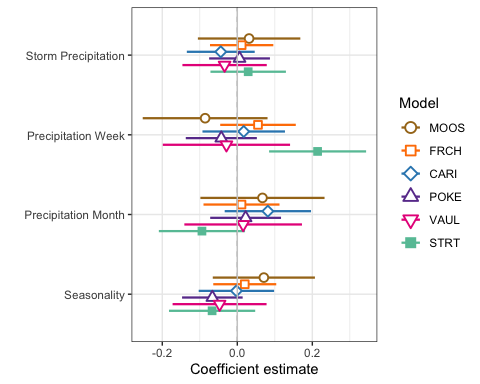 Storm Precipitation
Precipitation Week
Precipitation Month
Seasonality
-0.2
0.0
0.2
Coefficient estimate
Model
MOOS
FRCH
CARI
POKE
VAUL
STRT